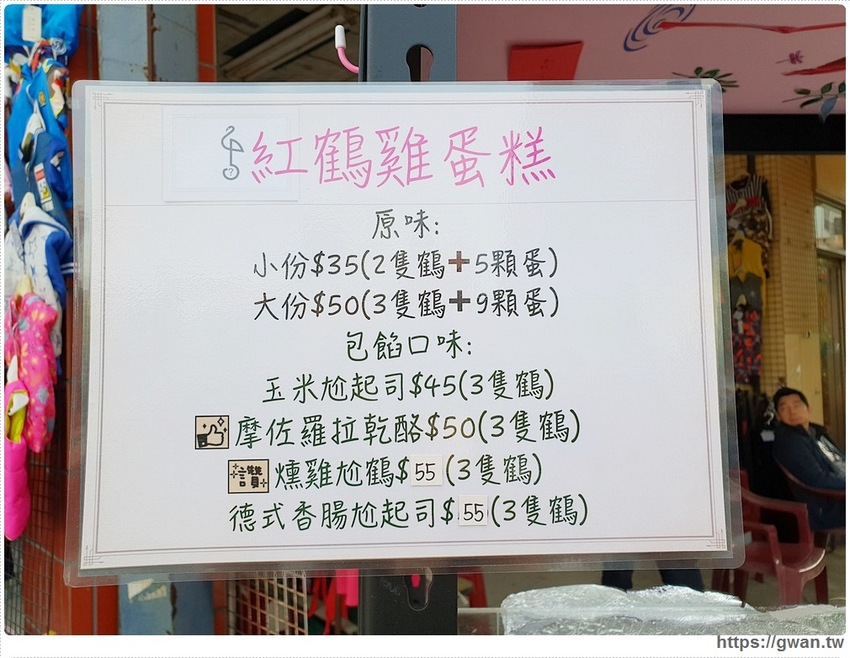 紅鶴雞蛋糕
原味:
小份$35(2隻鶴+5顆蛋)
大份$50(3隻鶴+9顆蛋)
包餡口味:
玉米尬起司$45(3隻鶴)
摩佐羅拉乾酪$50(3隻鶴)
讚 燻雞尬鶴$55(3隻鶴)
德式香腸尬起司$55(3隻鶴)
https://gwan.tw